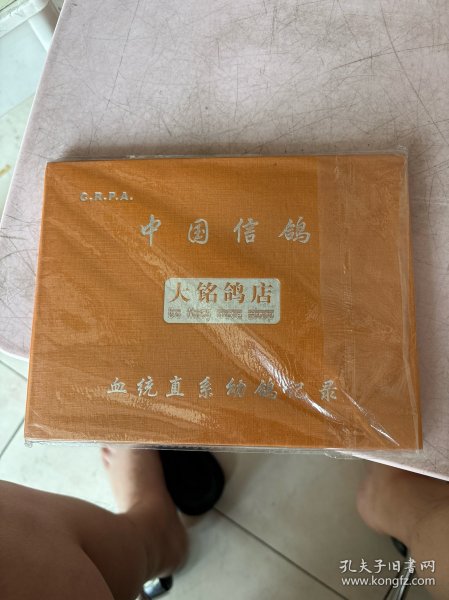 C.R.P.A.
中国信鸽
大铭鸽店
血统直系幼鸽记录
孔夫子旧书网
www.kongfz.com